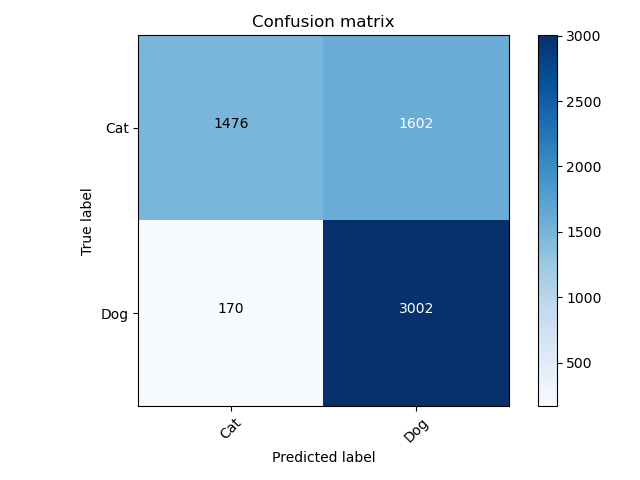 Confusion matrix
Cat
1476
1602
Dog
170
3002
True label
Cat
Dog
Predicted label
3000
2500
2000
1500
1000
500